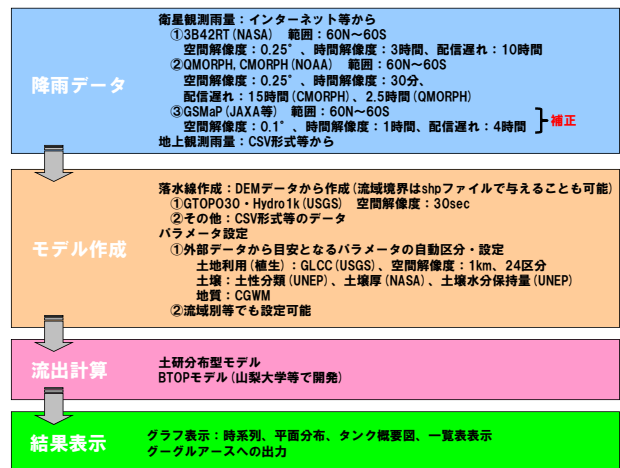 降雨データ
衛星観測雨量：インターネット等から
①3B42RT(NASA)　範囲：60N～60S
空間解像度：0.25°、時間解像度：3時間、配信遅れ：10時間
②QMORPH, CMORPH(NOAA)　範囲：60N～60S
空間解像度：0.25°、時間解像度：30分、
配信遅れ：15時間(CMORPH)、2.5時間(QMORPH)
③GSMaP(JAXA等)　範囲：60N～60S
空間解像度：0.1°、時間解像度：1時間、配信遅れ：4時間
補正
地上観測雨量：CSV形式等から
モデル作成
落水線作成：DEMデータから作成(流域境界はshpファイルで与えることも可能)
①GTOPO30・Hydro1k(USGS)　空間解像度：30sec
②その他：CSV形式等のデータ
パラメータ設定
①外部データから目安となるパラメータの自動区分・設定
土地利用(植生)：GLCC(USGS)、空間解像度：1km、24区分
土壌：土性分類(UNEP)、土壌厚(NASA)、土壌水分保持量(UNEP)
地質：CGWM
②流域別等でも設定可能
流出計算
土研分布型モデル
BTOPモデル(山梨大学等で開発)
結果表示
グラフ表示：時系列、平面分布、タンク概要図、一覧表表示
グーグルアースへの出力